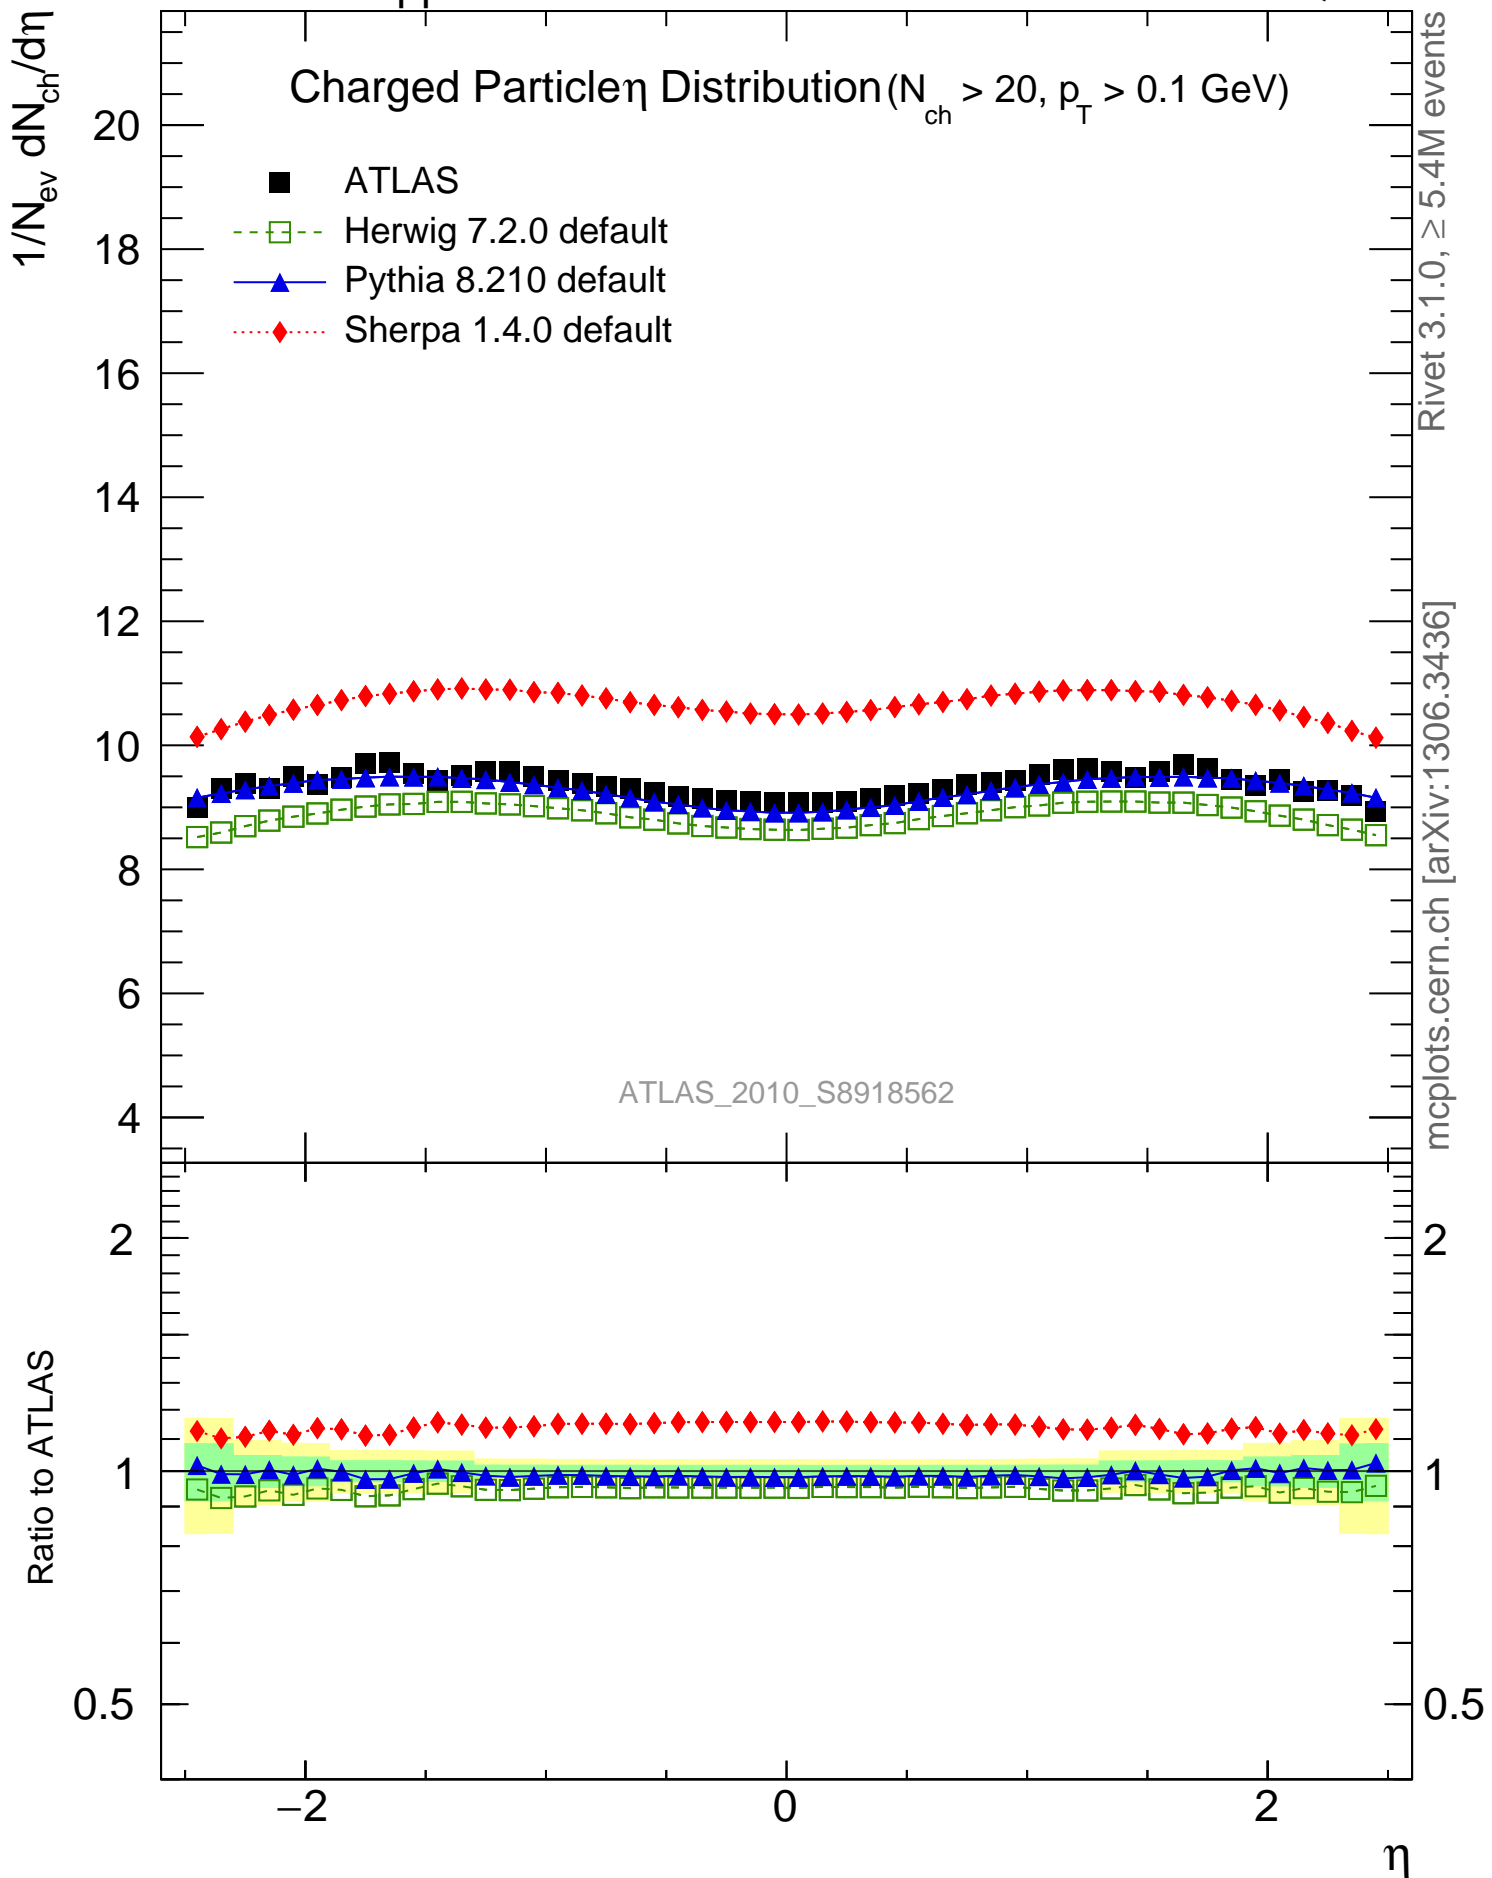 pp
Charged Particle η Distribution (N_ch > 20, p_T > 0.1 GeV)
1/N_ev dN_ch/dη
ATLAS
Herwig 7.2.0 default
Pythia 8.210 default
Sherpa 1.4.0 default
20
18
16
14
12
10
8
6
4
ATLAS_2010_S8918562
Rivet 3.1.0, ≥ 5.4M events
mcplots.cern.ch [arXiv:1306.3436]
Ratio to ATLAS
2
2
1
1
0.5
0.5
−2
0
2
η